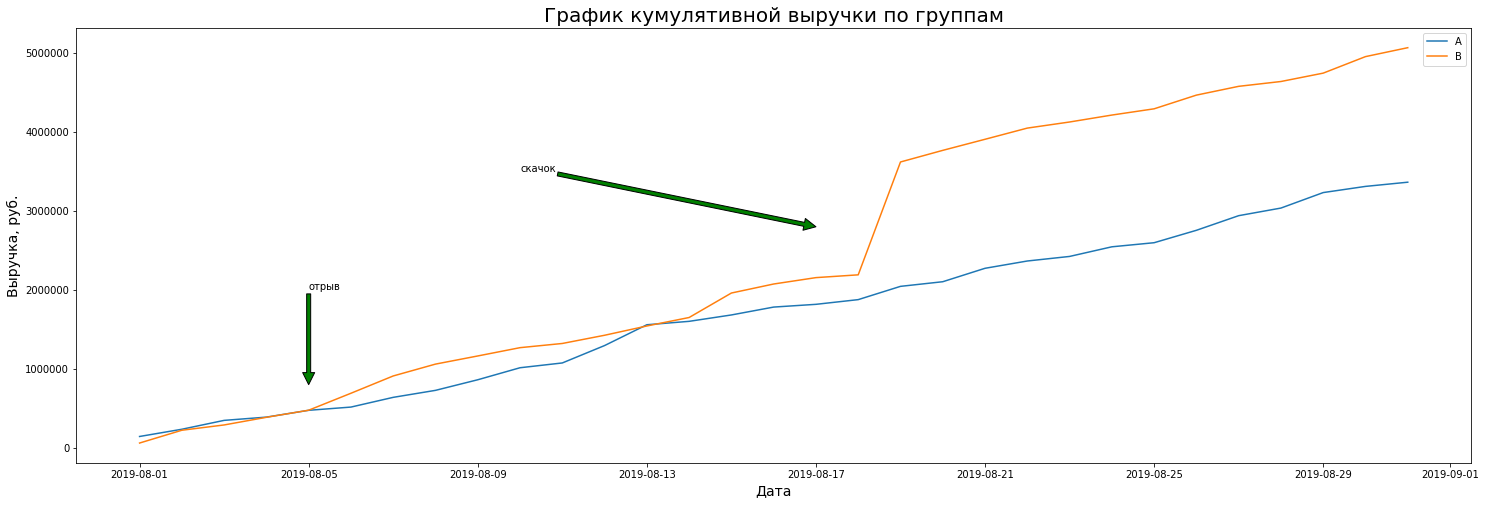 График кумулятивной выручки по группам
A
B
5000000
4000000
3000000
2000000
1000000
0
Выручка, руб.
скачок
отрыв
2019-08-01
2019-08-05
2019-08-09
2019-08-13
2019-08-17
2019-08-21
2019-08-25
2019-08-29
2019-09-01
Дата